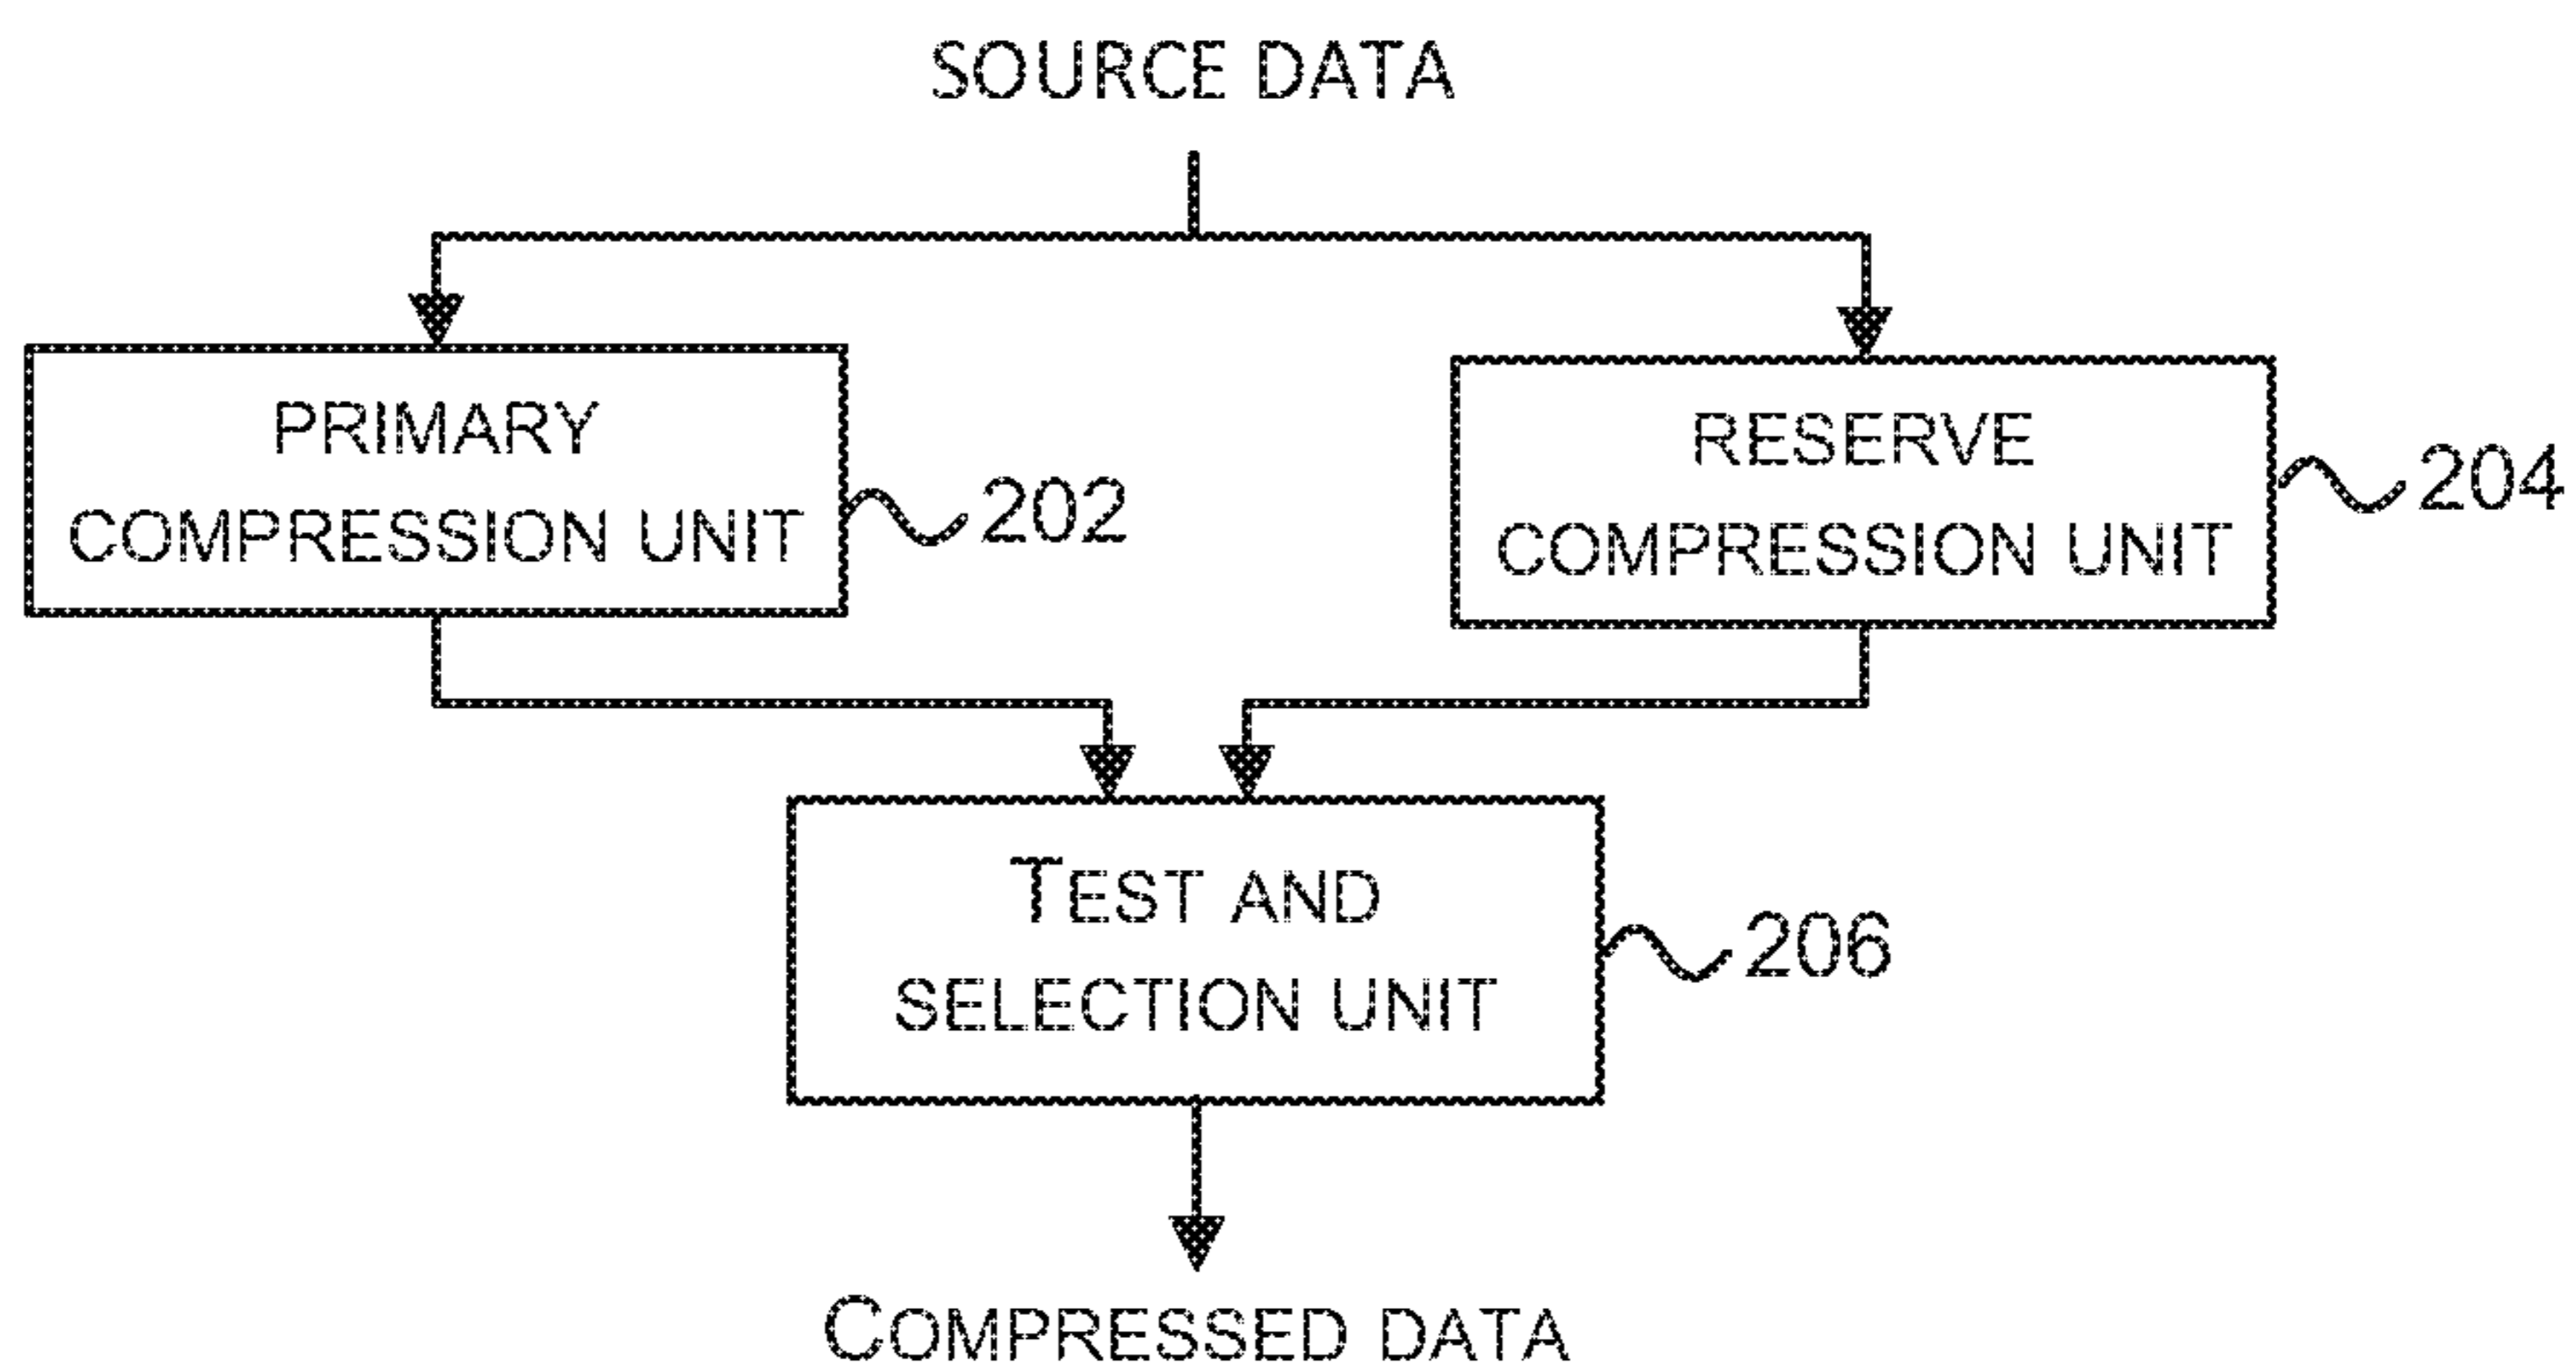 SOURCE DATA
PRIMARY
COMPRESSION UNIT
202
RESERVE
COMPRESSION UNIT
204
TEST AND
SELECTION UNIT
206
COMPRESSED DATA